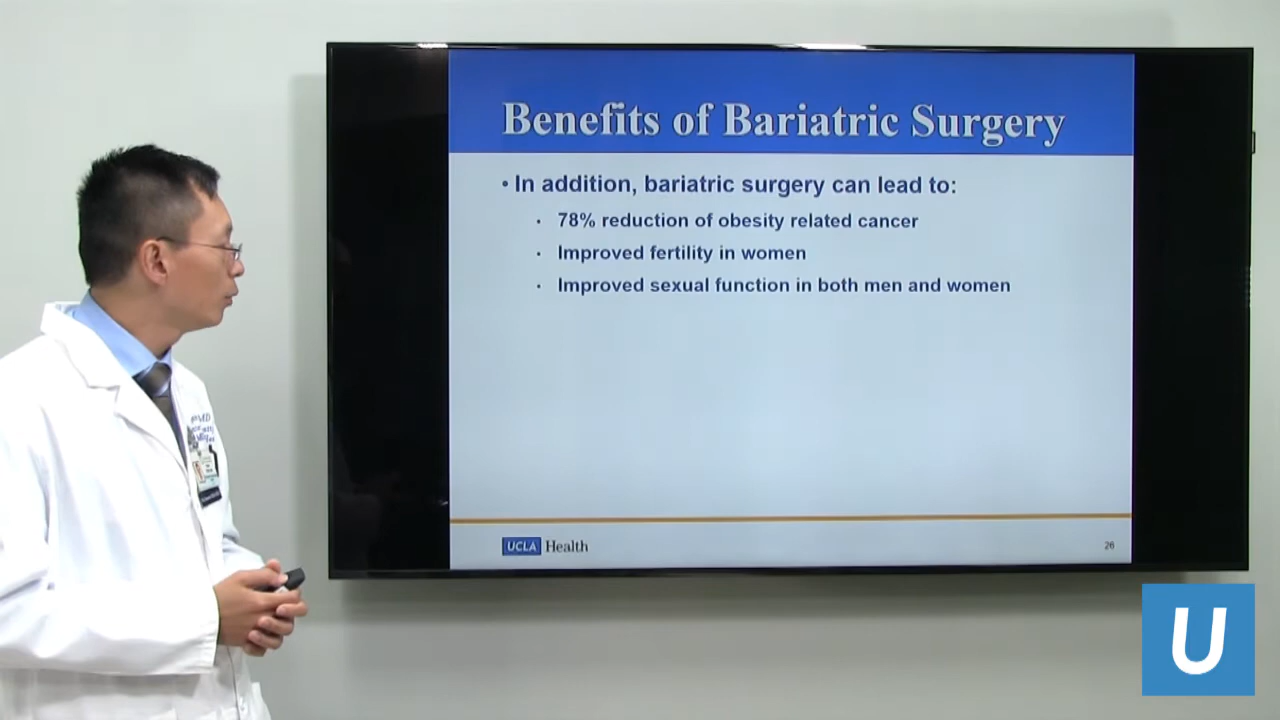 Benefits of Bariatric Surgery
• In addition, bariatric surgery can lead to:
• 78% reduction of obesity related cancer
• Improved fertility in women
• Improved sexual function in both men and women
UCLA Health
26
U